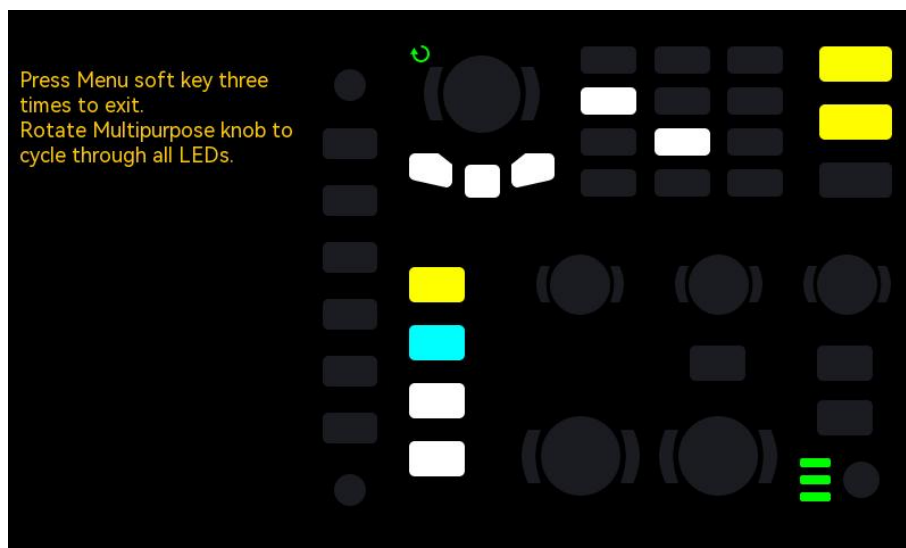 Press Menu soft key three
times to exit.
Rotate Multipurpose knob to
cycle through all LEDs.